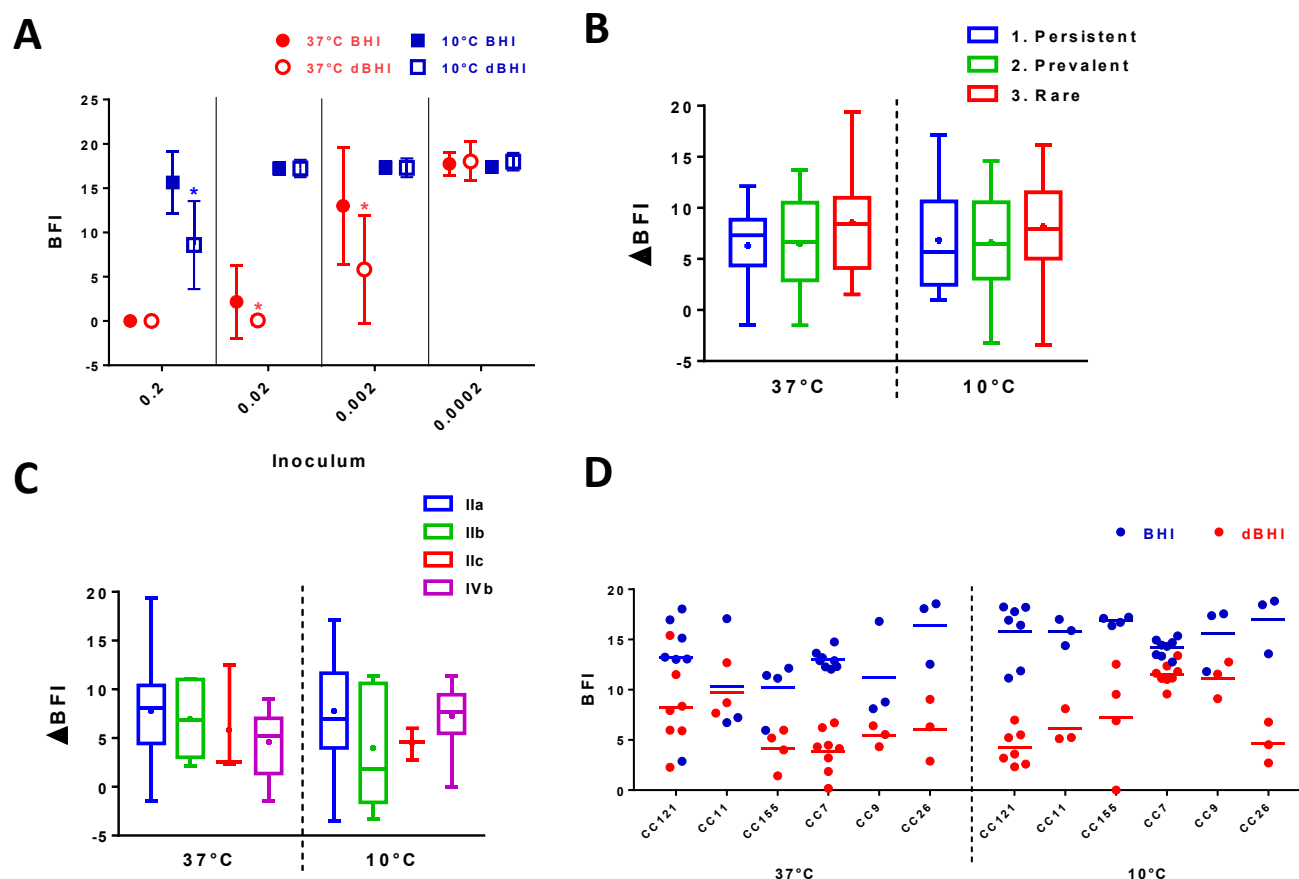 A
37°C BHI 10°C BHI
37°C dBHI 10°C dBHI
25
20
15
10
5
0
-5
BFI
* * * 
0.2 0.02 0.002 0.0002
Inoculum
B
1. Persistent
2. Prevalent
3. Rare
20
15
10
5
0
-5
▲BFI
37°C 10°C
C
IIa
IIb
IIc
IVb
20
15
10
5
0
-5
▲BFI
37°C 10°C
D
BHI dBHI
20
15
10
5
0
BFI
CC121 CC11 CC155 CC7 CC9 CC26 CC121 CC11 CC155 CC7 CC9 CC26
37°C 10°C